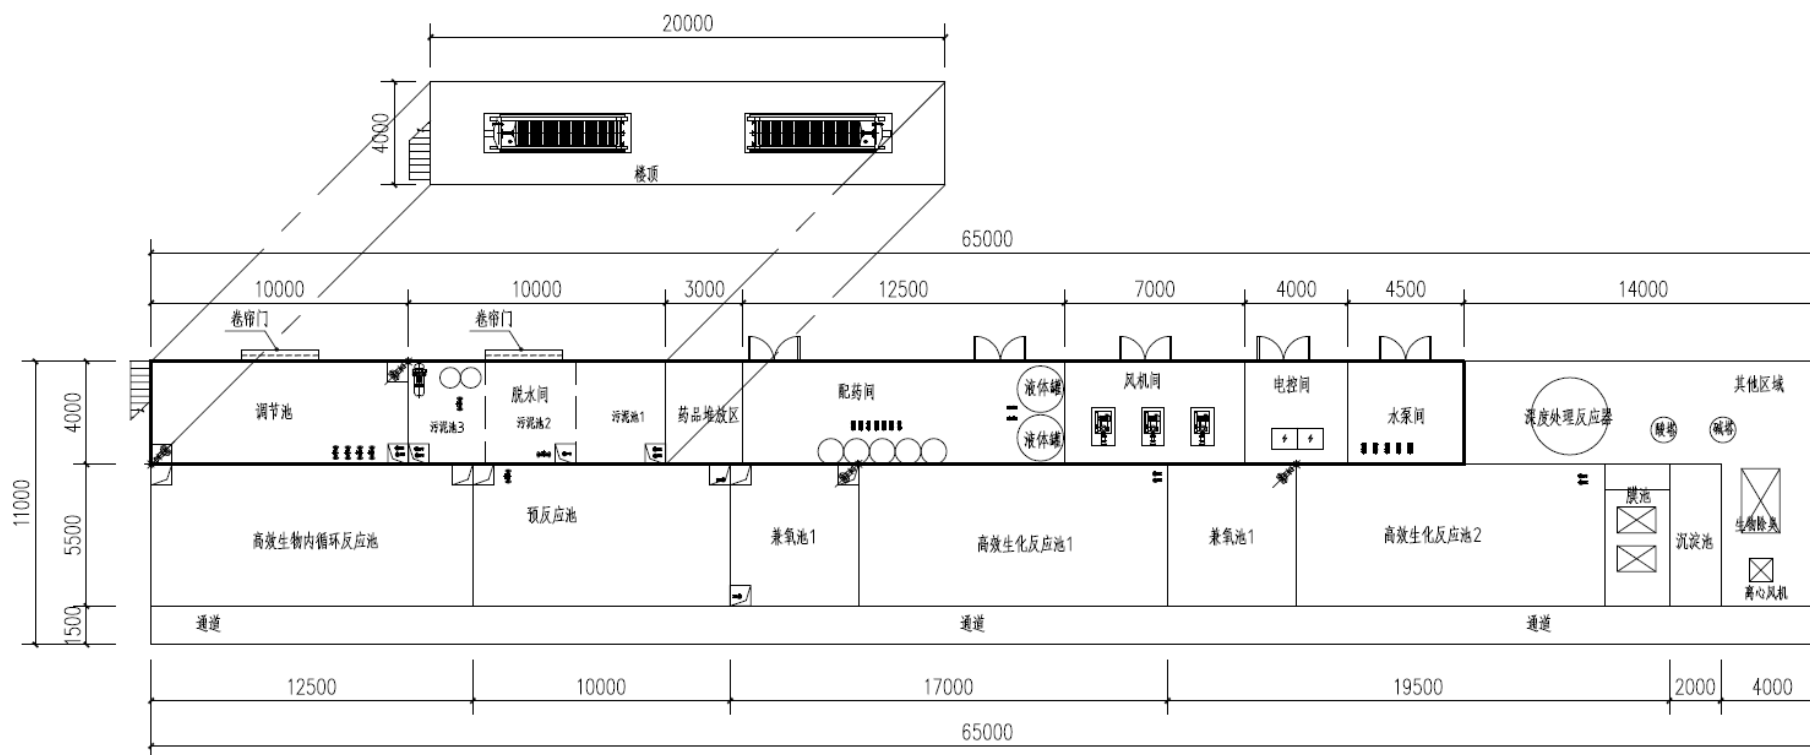 20000
4000
楼顶
65000
10000
10000
3000
12500
7000
4000
4500
14000
卷帘门
卷帘门
11000
4000
5500
1500
调节池
脱水间
污泥池3
污泥池2
污泥池1
药品堆放区
配药间
液体罐
液体罐
风机间
电控间
水泵间
深度处理反应器
酸塔
碱塔
其他区域
高效生物内循环反应池
预反应池
兼氧池1
高效生化反应池1
兼氧池1
高效生化反应池2
膜池
沉淀池
生物除臭
离心风机
通道
通道
通道
12500
10000
17000
19500
2000
4000
65000